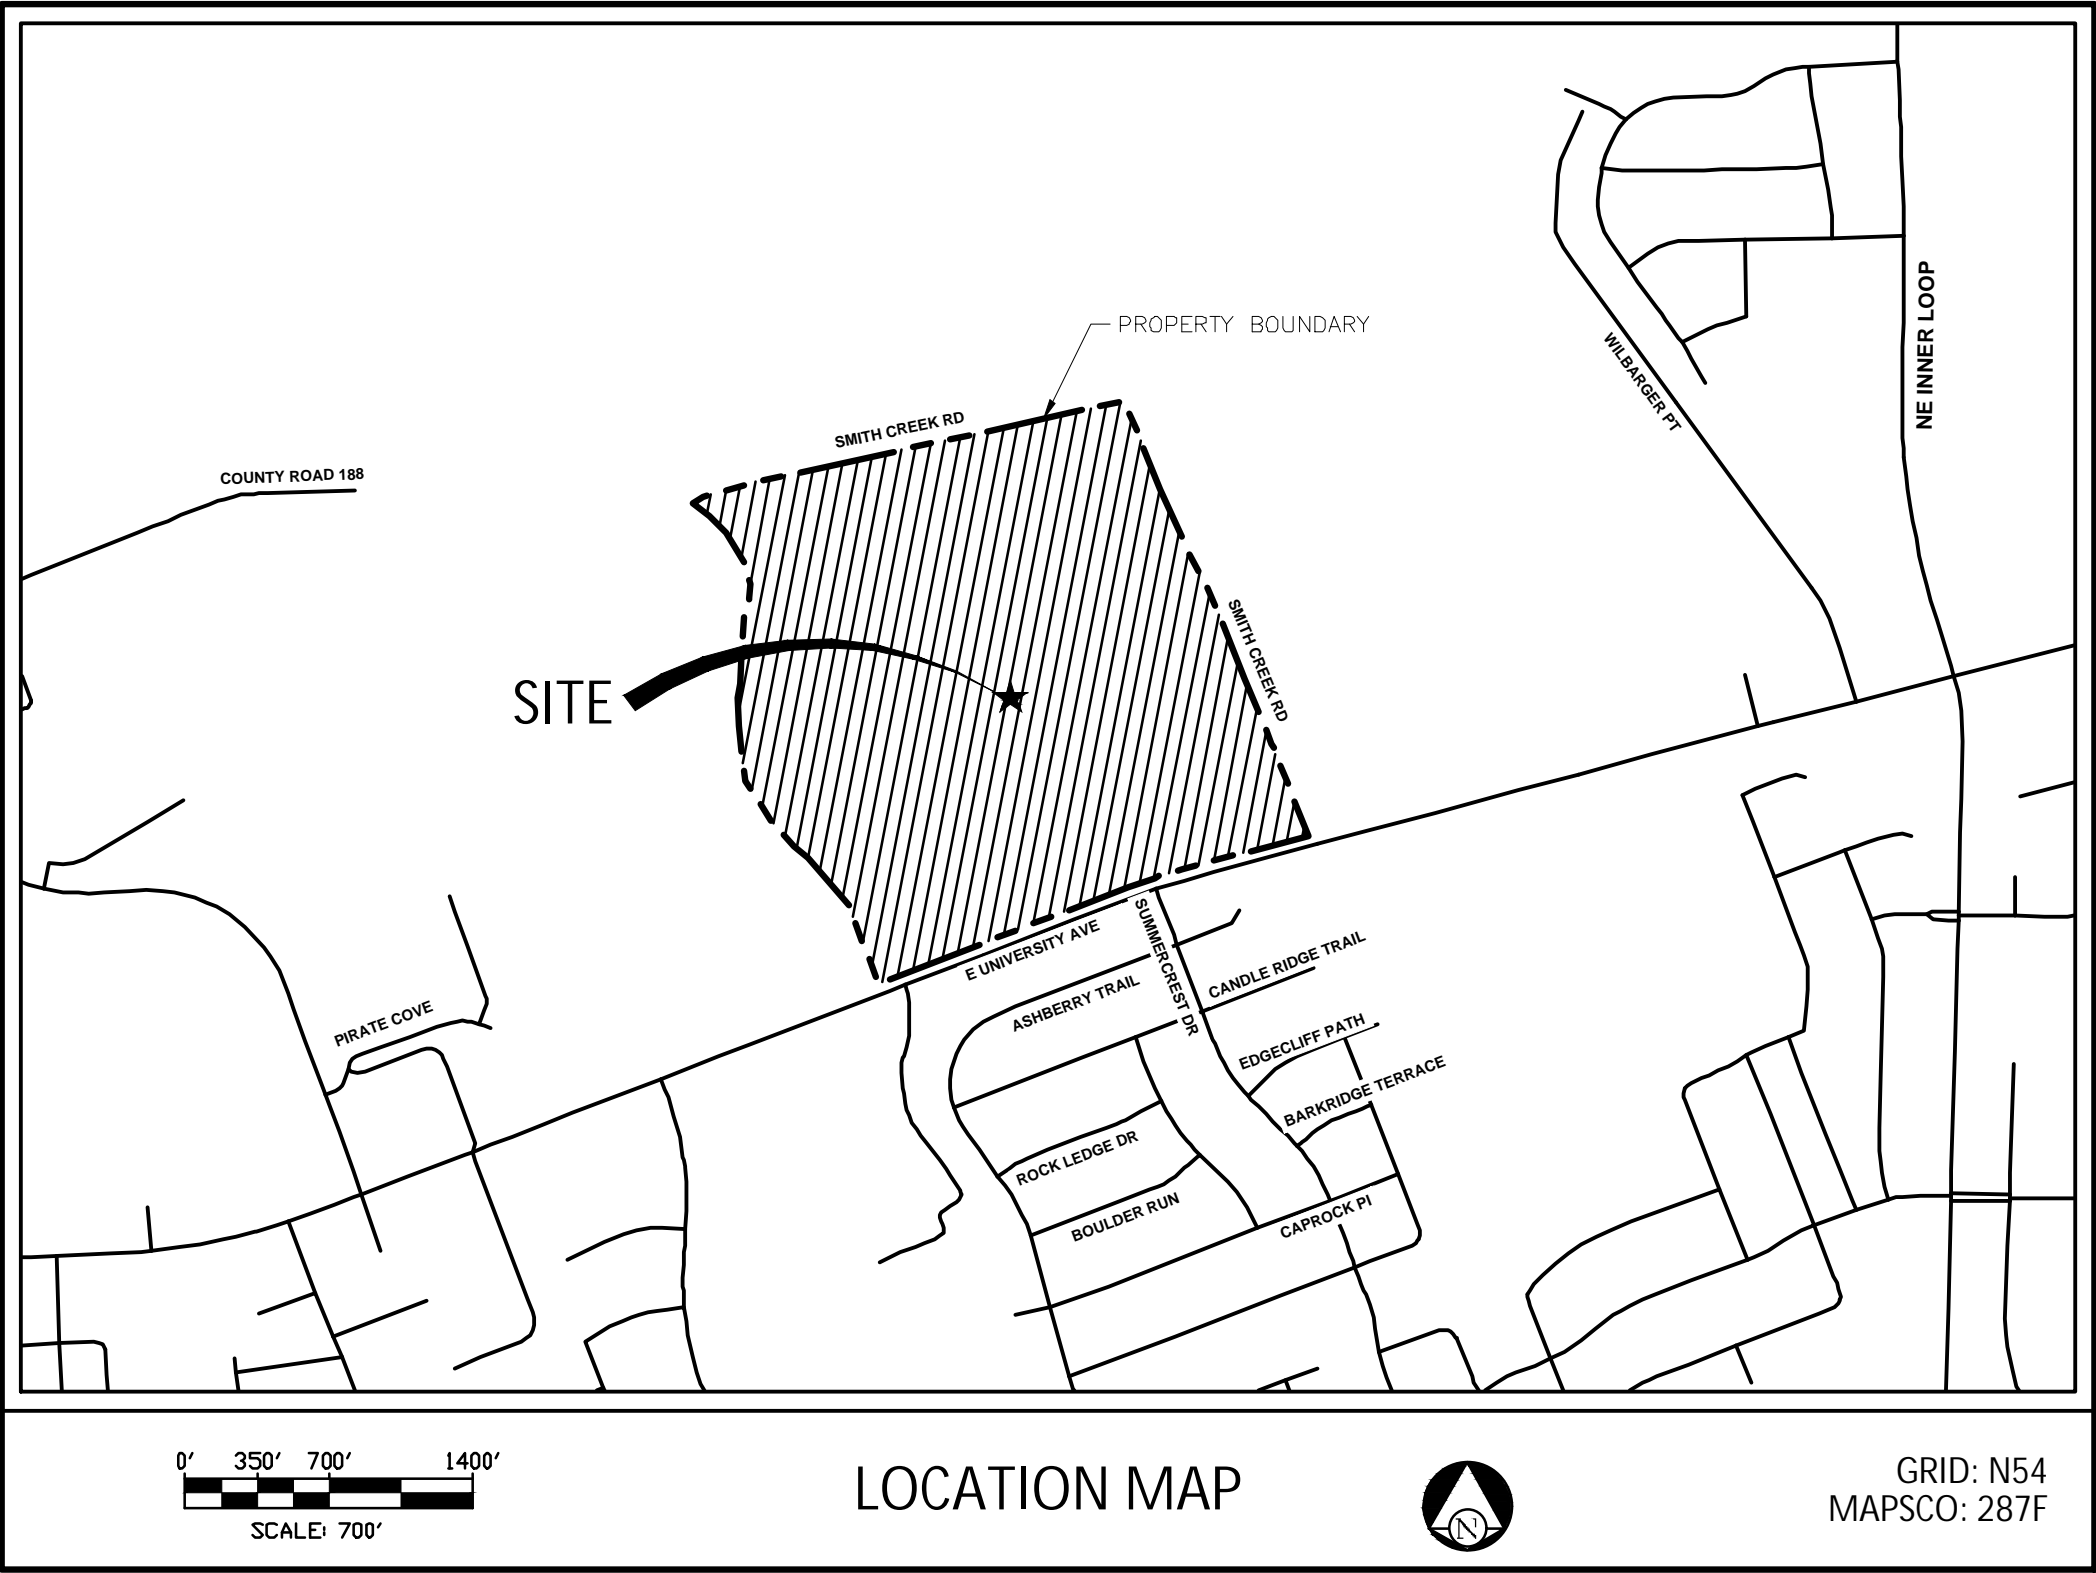 NE INNER LOOP
PROPERTY BOUNDARY
WILBARGER PT
SMITH CREEK RD
COUNTY ROAD 188
SMITH CREEK RD
SITE
E UNIVERSITY AVE
SUMMERCREST DR
CANDLE RIDGE TRAIL
ASHBERRY TRAIL
PIRATE COVE
EDGECLIFF PATH
BARKRIDGE TERRACE
ROCK LEDGE DR
BOULDER RUN
CAPROCK Pl
0' 350' 700' 1400'
SCALE: 700'
LOCATION MAP
N
GRID: N54
MAPSCO: 287F